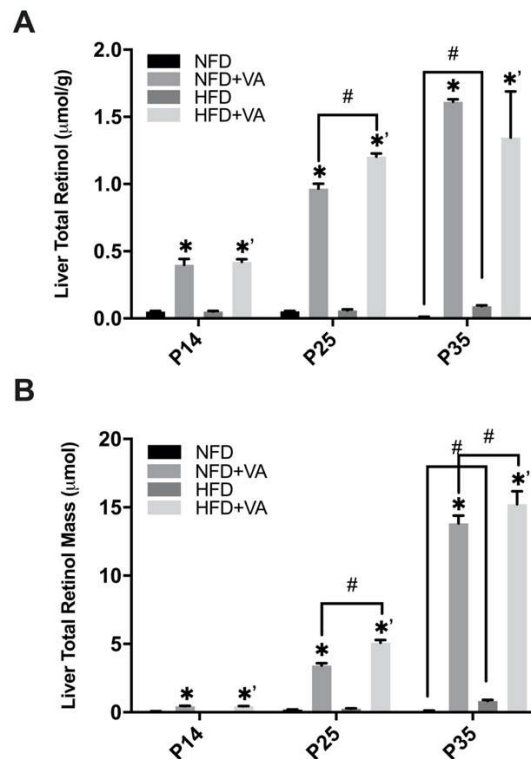 A
Liver Total Retinol (μmol/g)
2.0
1.5
1.0
0.5
0.0
NFD
NFD+VA
HFD
HFD+VA
* *’
* *’ #
* *’ #
P14 P25 P35
B
Liver Total Retinol Mass (μmol)
20
15
10
5
0
NFD
NFD+VA
HFD
HFD+VA
* *’
* *’ #
* *’ # #
P14 P25 P35